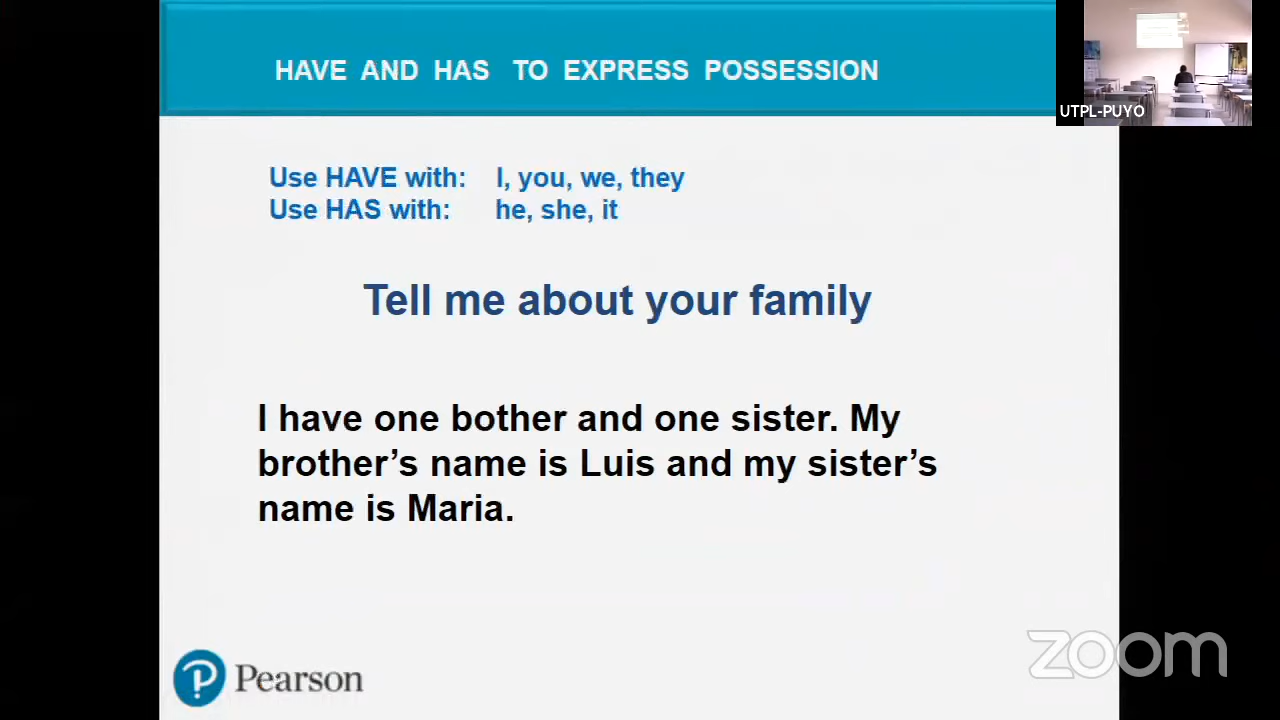 HAVE AND HAS TO EXPRESS POSSESSION
UTPL-PUYO
Use HAVE with: I, you, we, they
Use HAS with: he, she, it
Tell me about your family
I have one bother and one sister. My
brother’s name is Luis and my sister’s
name is Maria.
Pearson
zoom